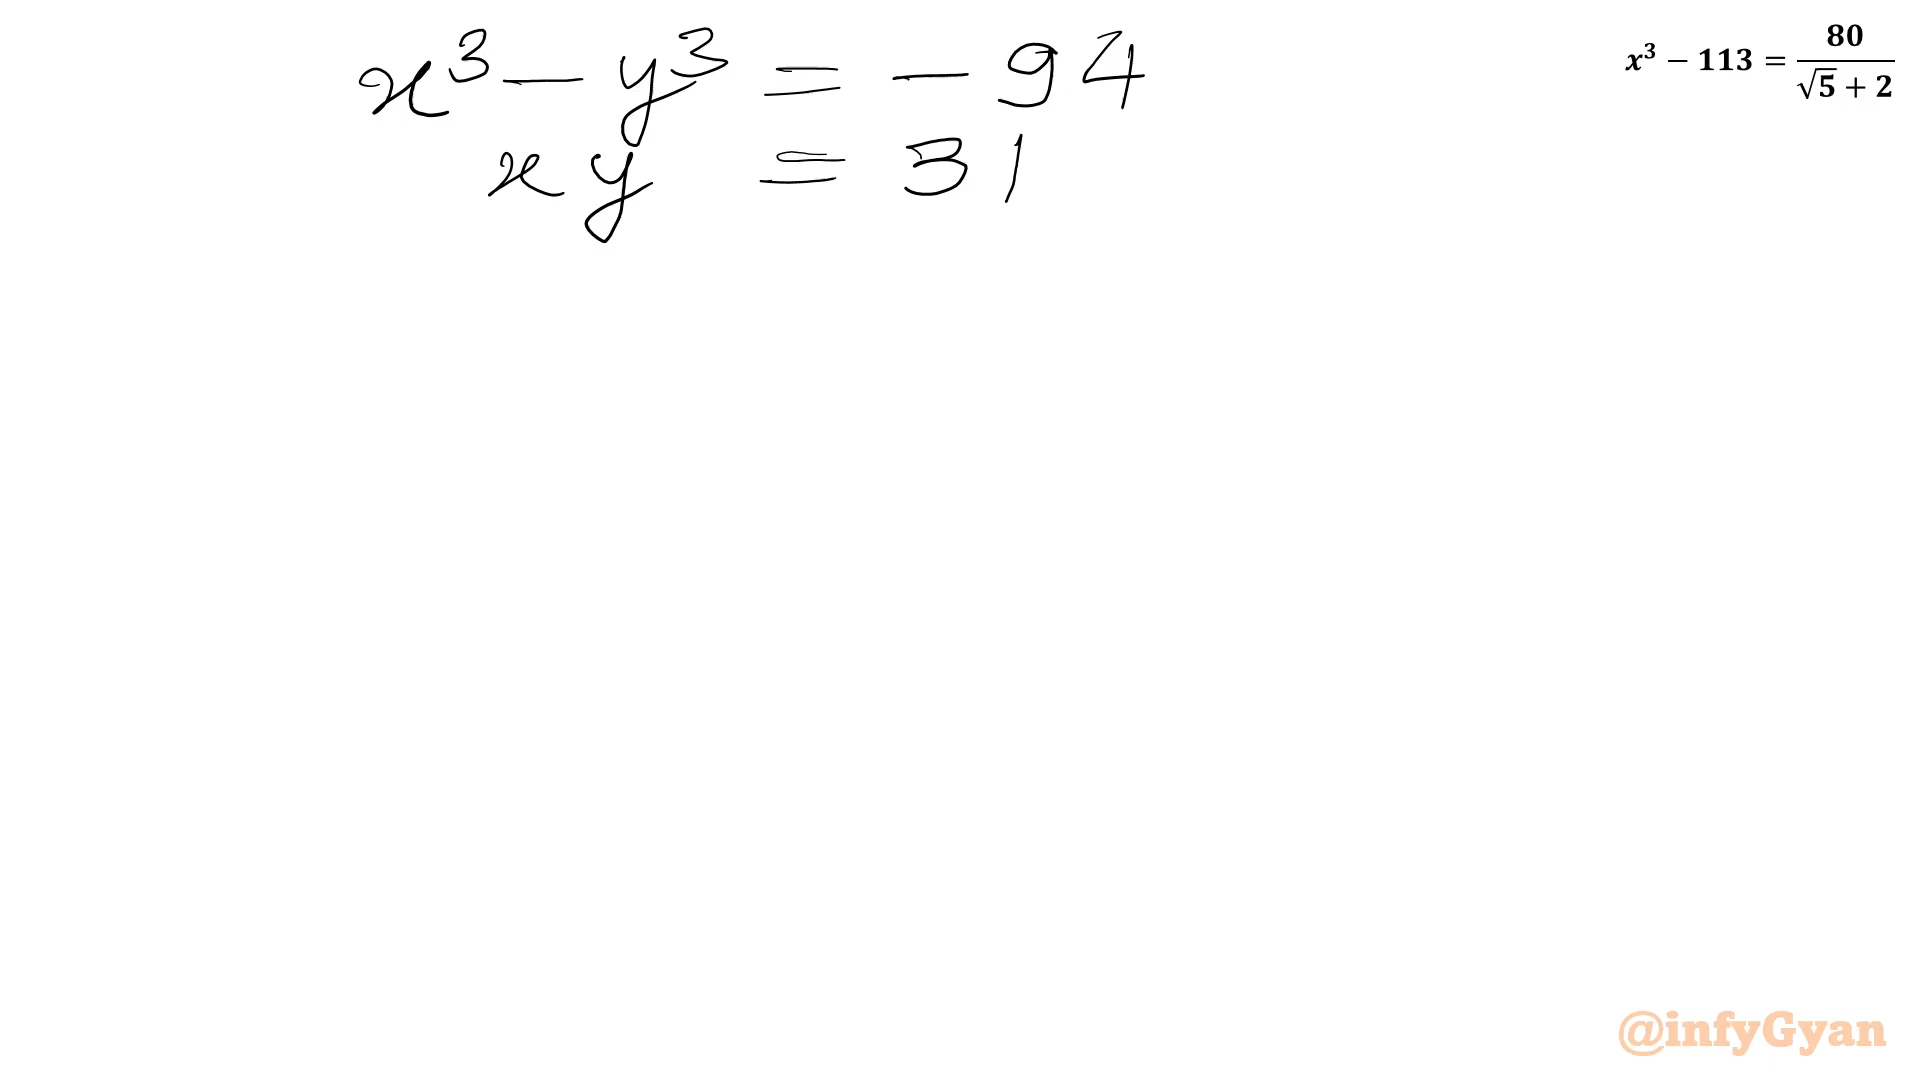 x³ − y³ = − 94
xy = 31
x³ − 113 = 80 / (√5 + 2)
@infyGyan